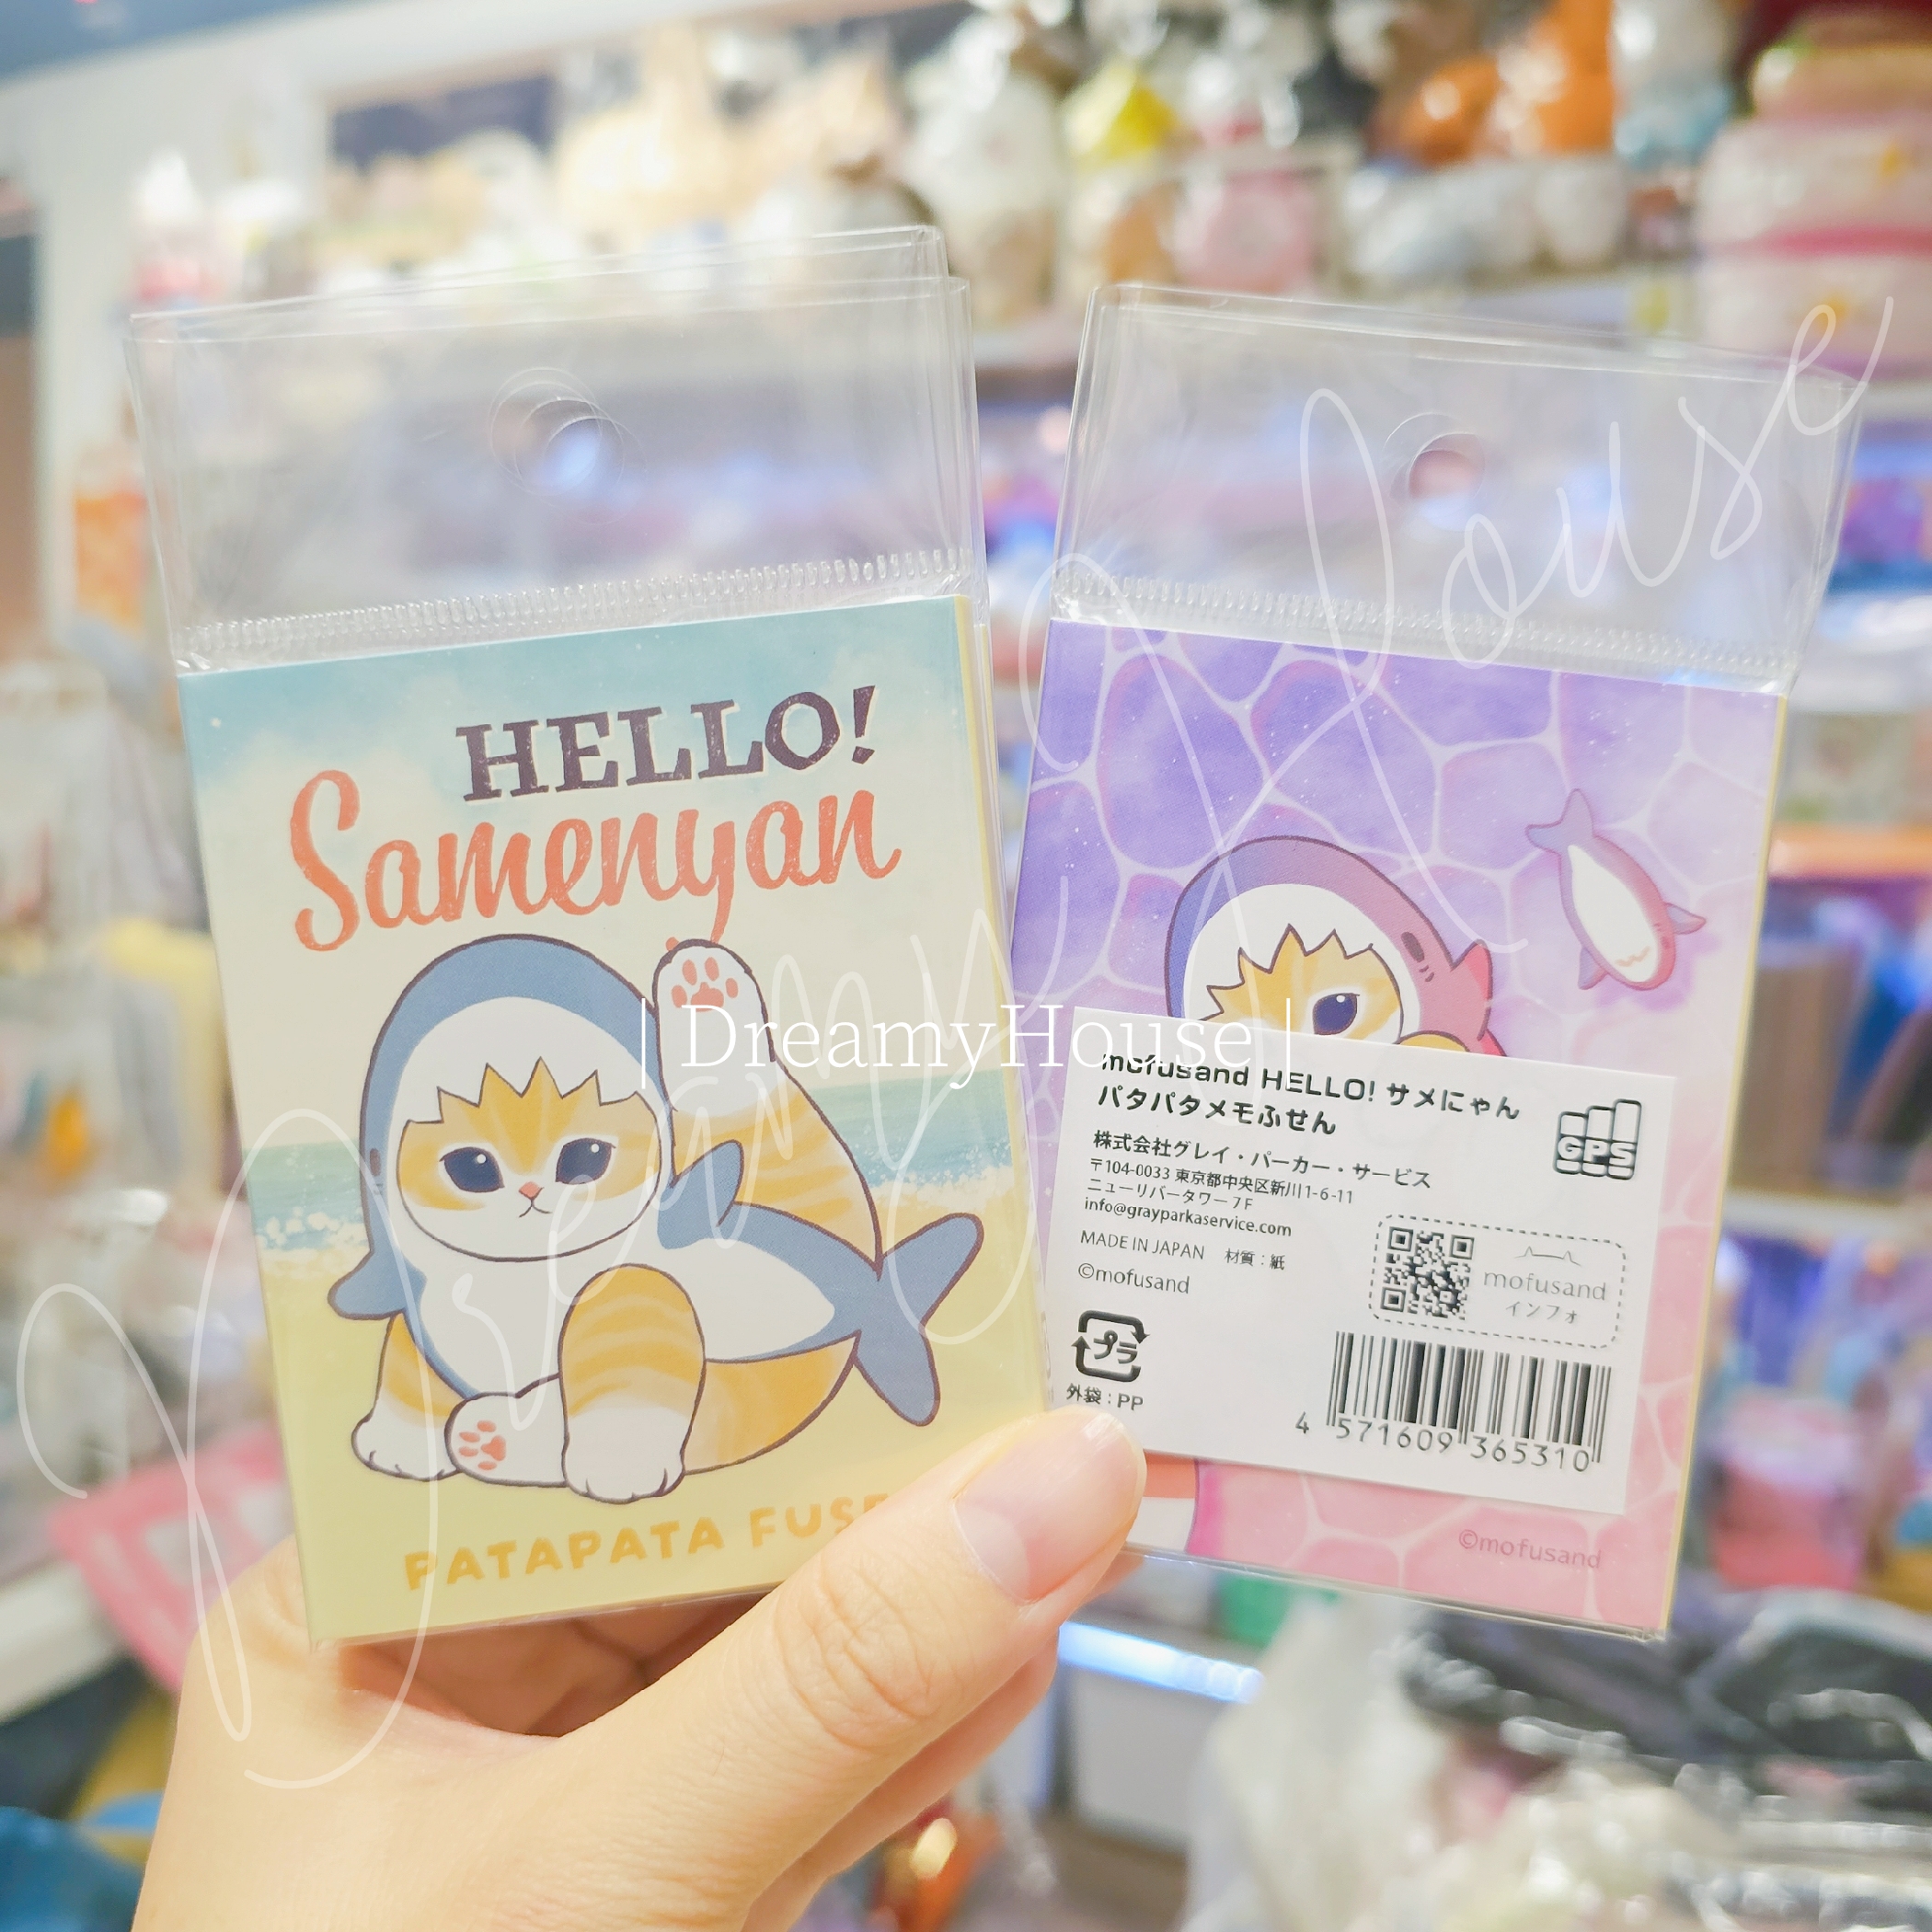 HELLO!
Samenyan
PATAPATA
| DreamyHouse |
Dreamy House
mofusand HELLO! サメにゃん
パタパタメモふせん
GPS
株式会社グレイ・パーカー・サービス
〒104-0033 東京都中央区新川1-6-11
ニューリバータワー7F
info@grayparkaservice.com
MADE IN JAPAN 材質:紙
©mofusand
mofusand
インフォ
プラ
外袋:PP
4 571609 365310
©mofusand